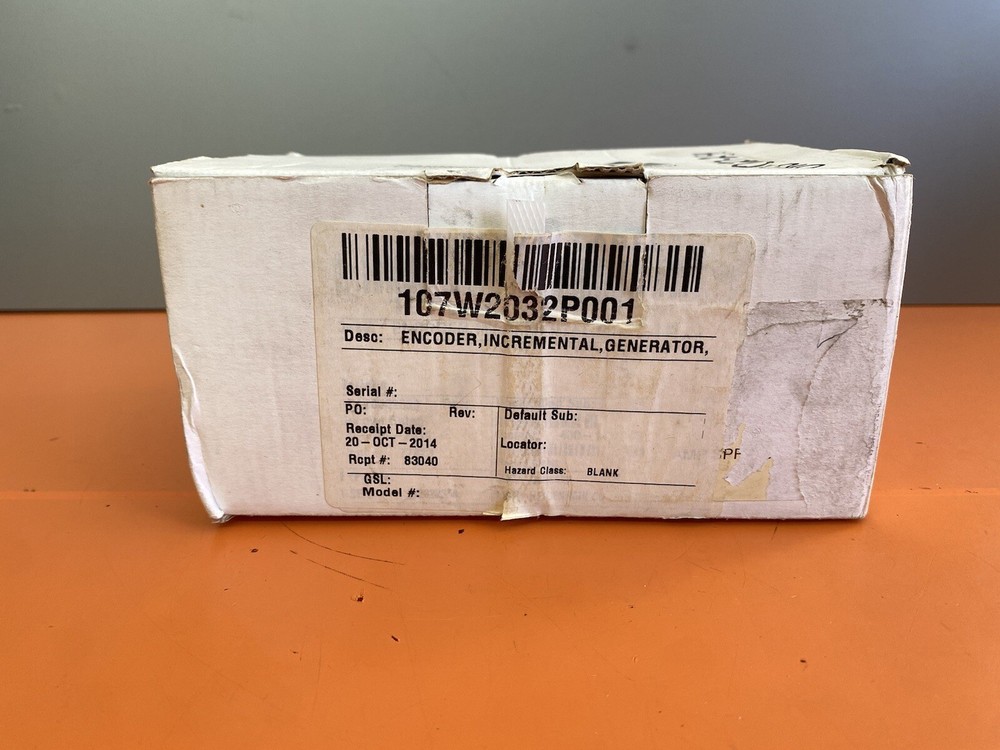 107W2032P001
Desc: ENCODER,INCREMENTAL,GENERATOR,
Serial #:
PO: Rev: Default Sub:
Receipt Date:
20-OCT-2014
Locator:
Rcpt #: 83040
Hazard Class: BLANK
GSL:
Model #: